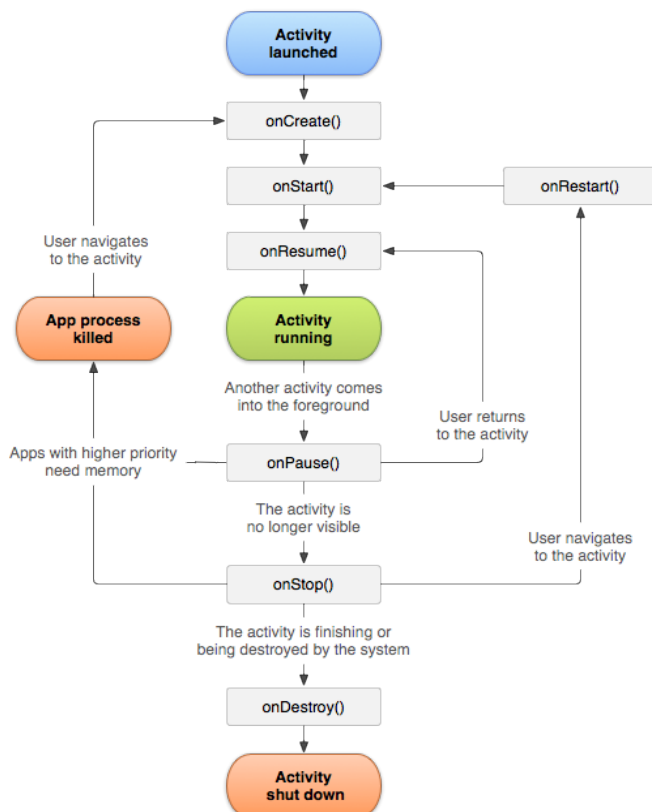 Activity
launched
onCreate()
onStart()
onRestart()
User navigates
to the activity
onResume()
App process
killed
Activity
running
Another activity comes
into the foreground
User returns
to the activity
Apps with higher priority
need memory
onPause()
The activity is
no longer visible
User navigates
to the activity
onStop()
The activity is finishing or
being destroyed by the system
onDestroy()
Activity
shut down